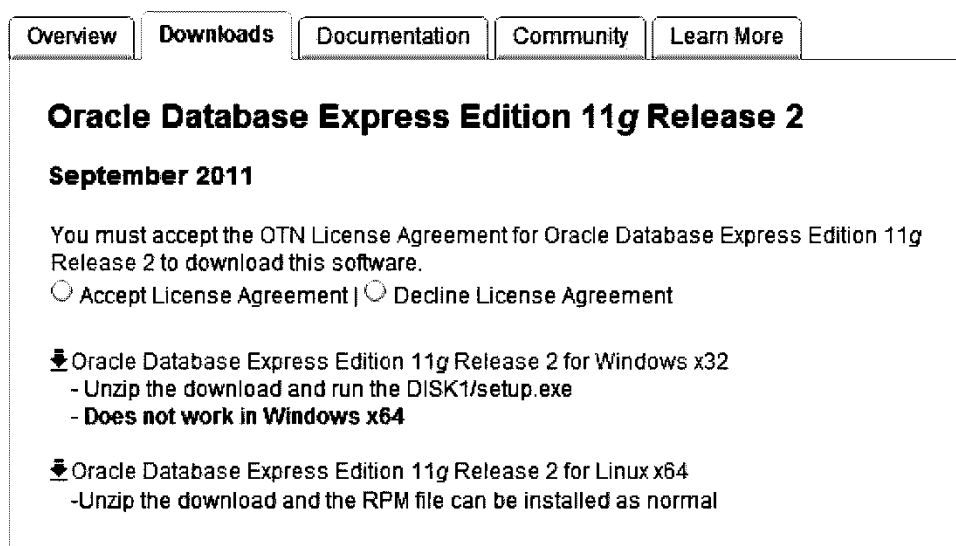 Overview Downloads Documentation Community Learn More
Oracle Database Express Edition 11g Release 2
September 2011
You must accept the OTN License Agreement for Oracle Database Express Edition 11g
Release 2 to download this software.
Accept License Agreement | Decline License Agreement
Oracle Database Express Edition 11g Release 2 for Windows x32
- Unzip the download and run the DISK1/setup.exe
- Does not work in Windows x64
Oracle Database Express Edition 11g Release 2 for Linux x64
-Unzip the download and the RPM file can be installed as normal